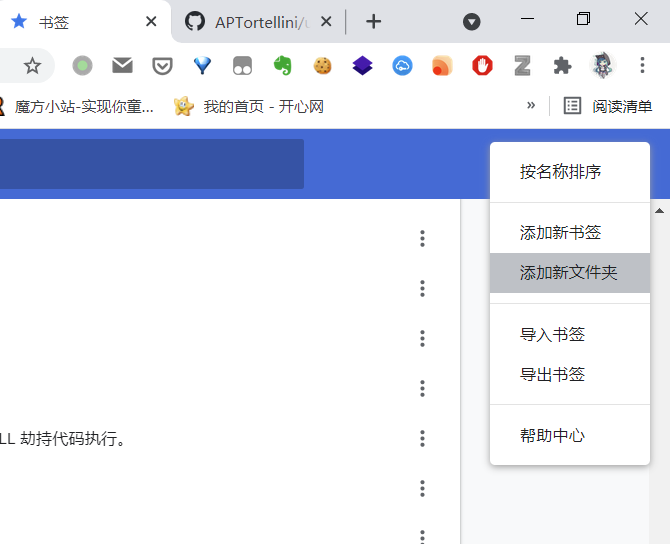 书签
APTortellini/u
魔方小站-实现你童...
我的首页 - 开心网
»
阅读清单
按名称排序
添加新书签
添加新文件夹
导入书签
导出书签
LL 劫持代码执行。
帮助中心